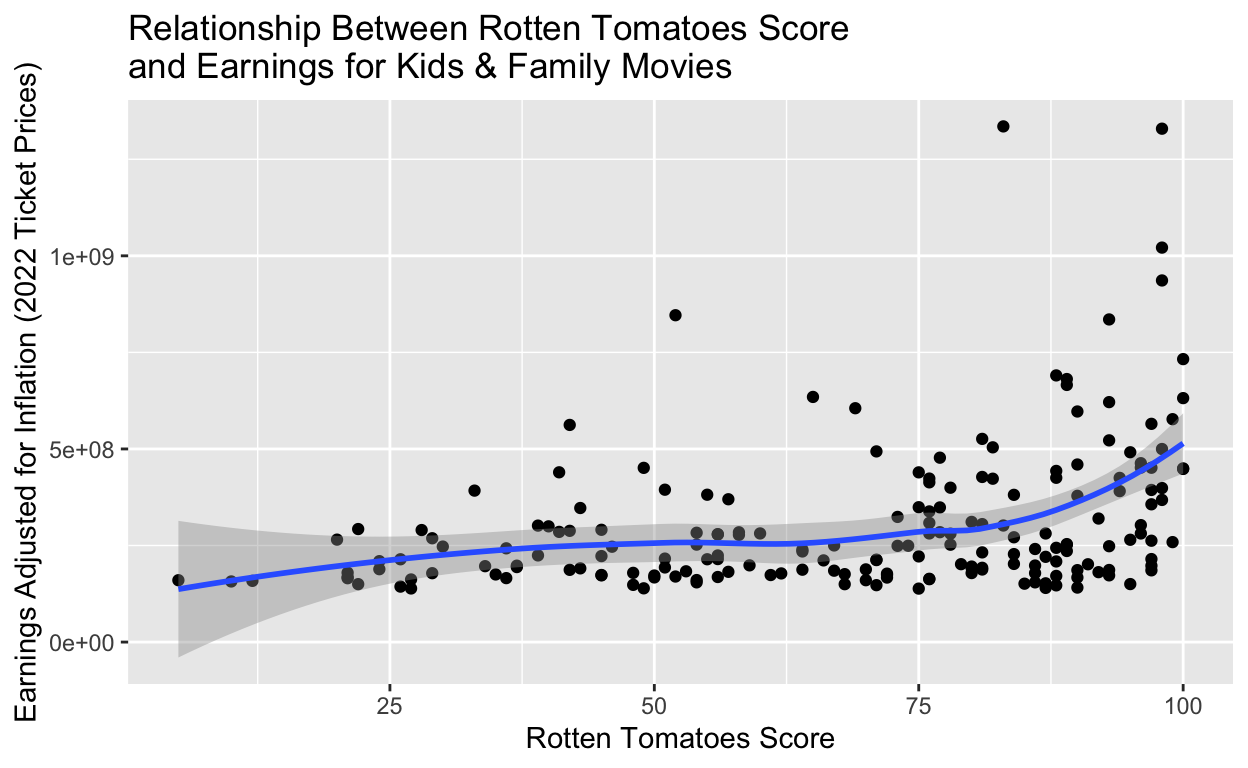 Relationship Between Rotten Tomatoes Score
and Earnings for Kids & Family Movies
Earnings Adjusted for Inflation (2022 Ticket Prices)
1e+09
5e+08
0e+00
25
50
75
100
Rotten Tomatoes Score